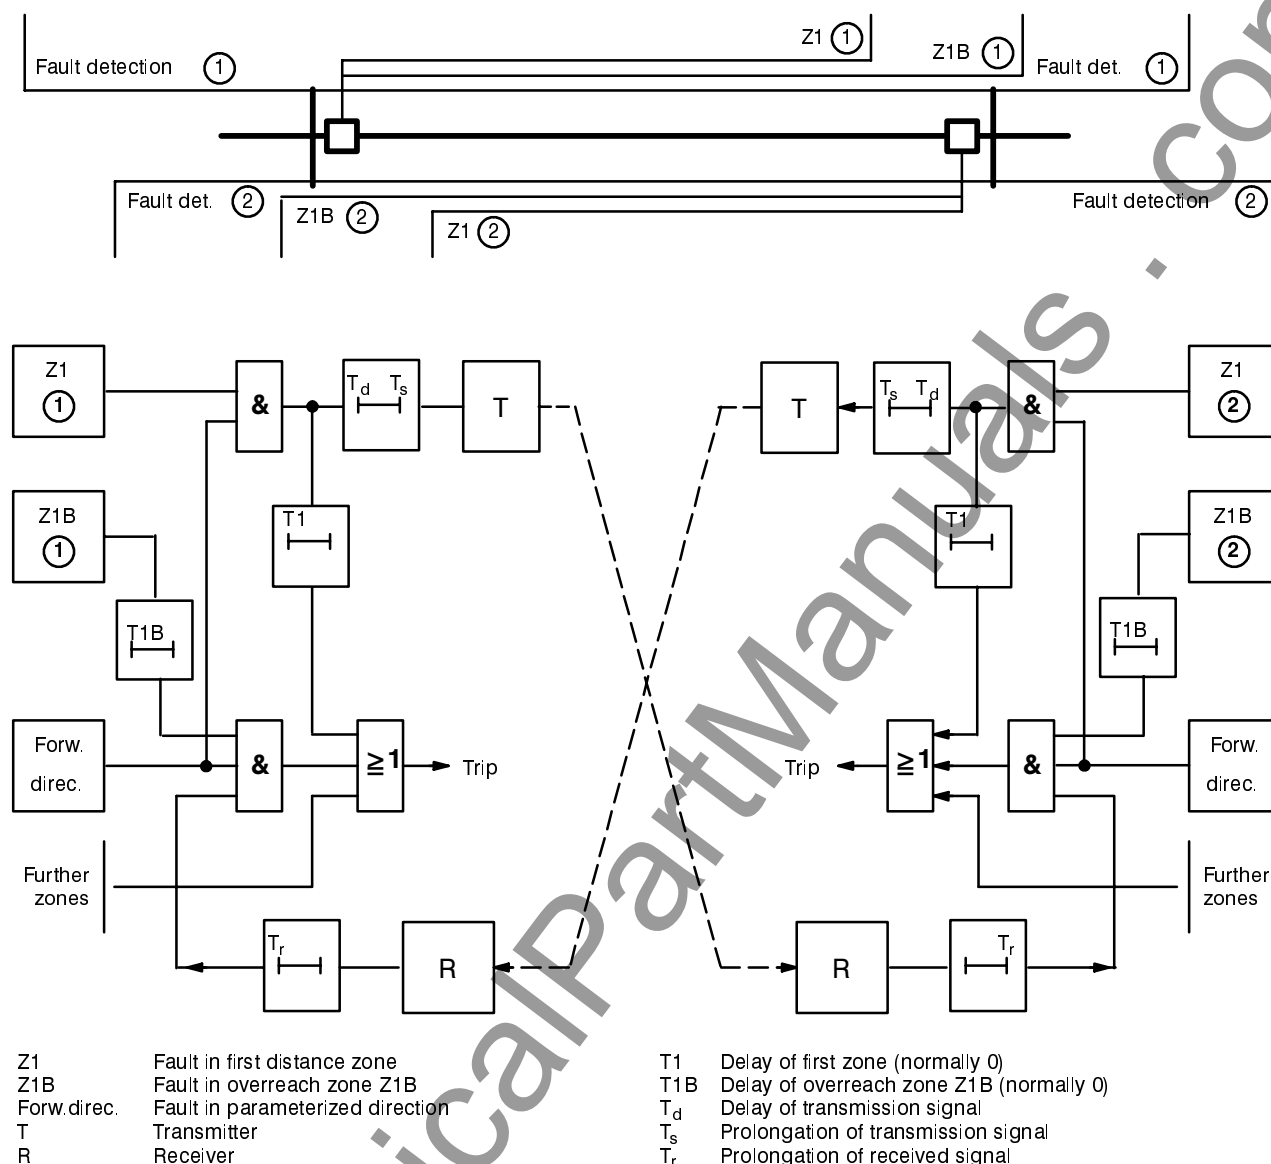 Z1 1
Z1B 1
Fault detection 1
Fault det. 1
Fault det. 2
Z1B 2
Z1 2
Fault detection 2
Z1
1
&
Td Ts
T
T
Ts Td
&
Z1
2
Z1B
1
T1
T1
Z1B
2
T1B
T1B
Forw.
direc.
&
≥1
Trip
Trip
≥1
&
Forw.
direc.
Further
zones
Further
zones
Tr
R
R
Tr
Z1 Fault in first distance zone
Z1B Fault in overreach zone Z1B
Forw.direc. Fault in parameterized direction
T Transmitter
R Receiver
T1 Delay of first zone (normally 0)
T1B Delay of overreach zone Z1B (normally 0)
Td Delay of transmission signal
Ts Prolongation of transmission signal
Tr Prolongation of received signal
icalPartManuals . co